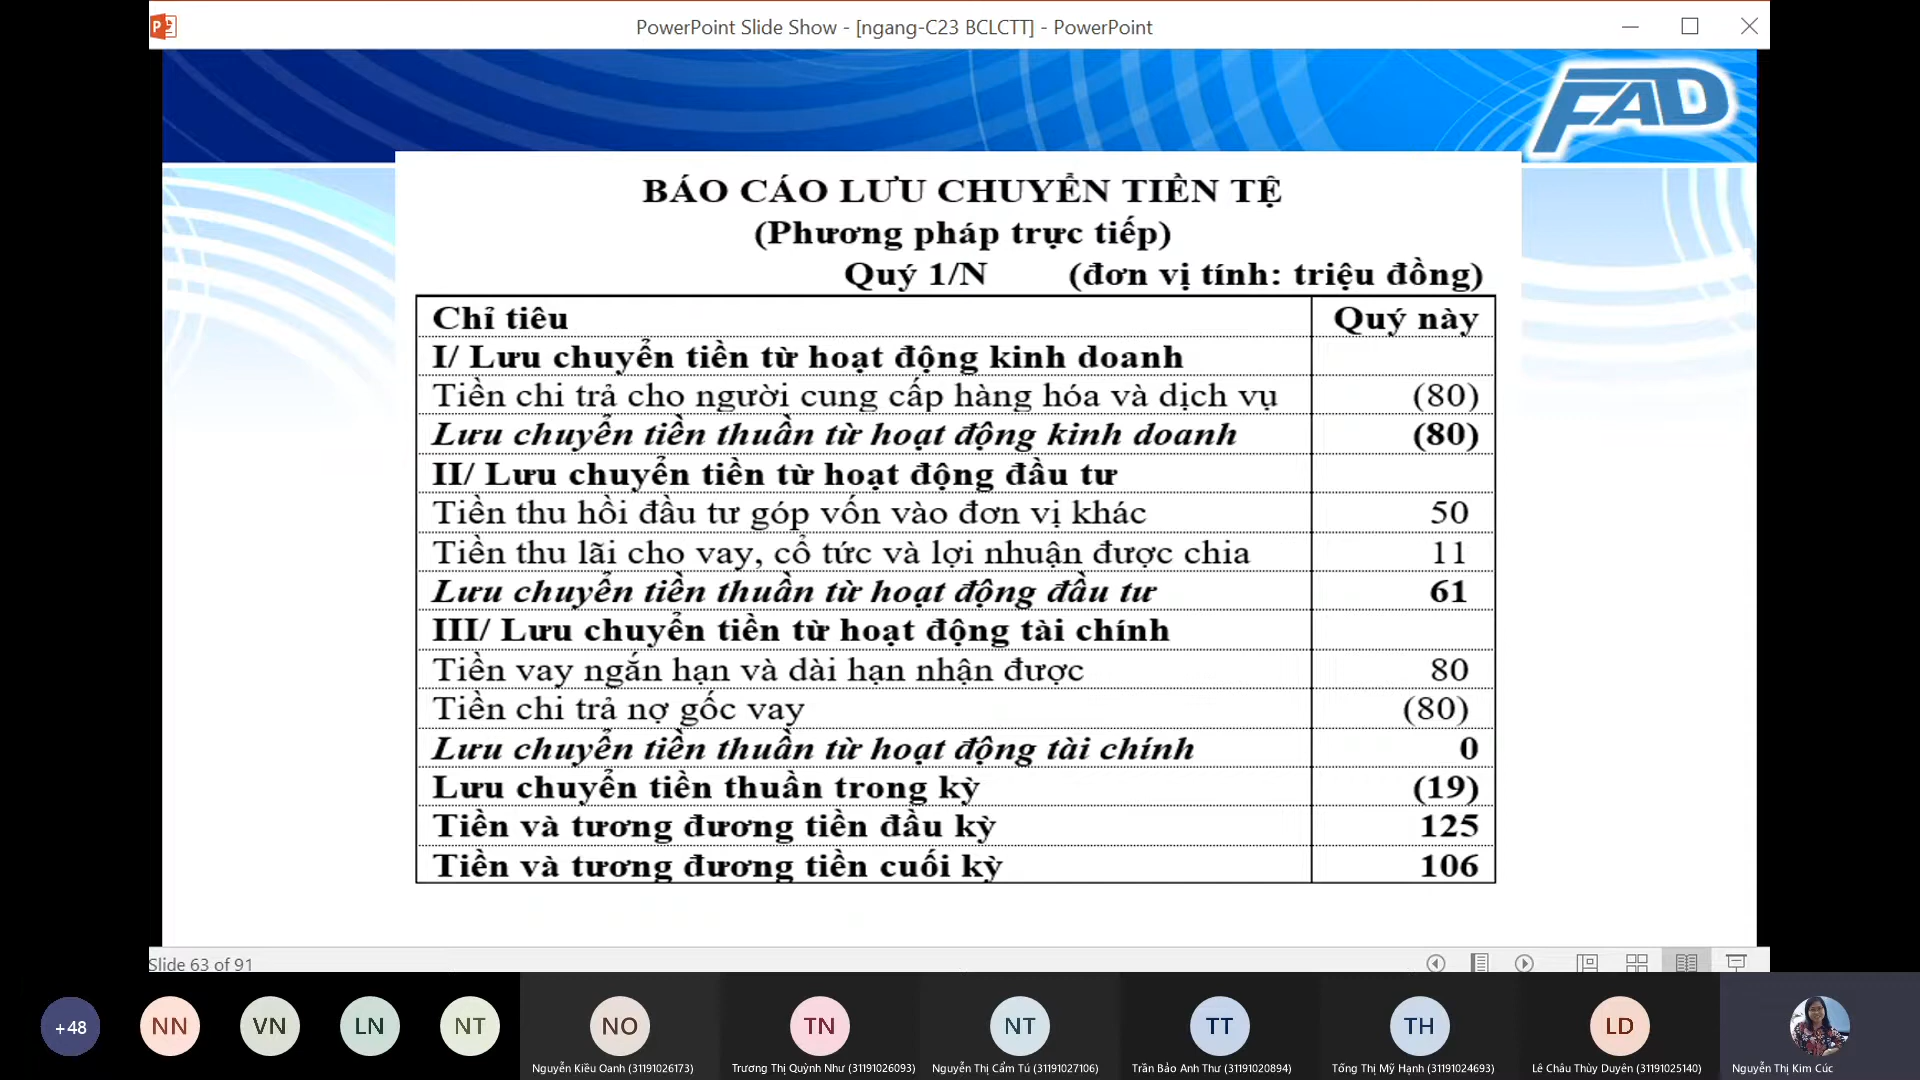 PowerPoint Slide Show - [ngang-C23 BCLCTT] - PowerPoint
FAD
BÁO CÁO LƯU CHUYỂN TIỀN TỆ
(Phương pháp trực tiếp)
Quý 1/N (đơn vị tính: triệu đồng)
Chỉ tiêu Quý này
I/ Lưu chuyển tiền từ hoạt động kinh doanh
Tiền chi trả cho người cung cấp hàng hóa và dịch vụ (80)
Lưu chuyển tiền thuần từ hoạt động kinh doanh (80)
II/ Lưu chuyển tiền từ hoạt động đầu tư
Tiền thu hồi đầu tư góp vốn vào đơn vị khác 50
Tiền thu lãi cho vay, cổ tức và lợi nhuận được chia 11
Lưu chuyển tiền thuần từ hoạt động đầu tư 61
III/ Lưu chuyển tiền từ hoạt động tài chính
Tiền vay ngắn hạn và dài hạn nhận được 80
Tiền chi trả nợ gốc vay (80)
Lưu chuyển tiền thuần từ hoạt động tài chính 0
Lưu chuyển tiền thuần trong kỳ (19)
Tiền và tương đương tiền đầu kỳ 125
Tiền và tương đương tiền cuối kỳ 106
Slide 63 of 91
+48 NN VN LN NT NO TN NT TT TH LD
Nguyễn Kiều Oanh (31191026173) Trương Thị Quỳnh Như (31191026093) Nguyễn Thị Cẩm Tú (31191027106) Trần Bảo Anh Thư (31191020894) Tống Thị Mỹ Hạnh (31191024693) Lê Châu Thùy Duyên (31191025140) Nguyễn Thị Kim Cúc